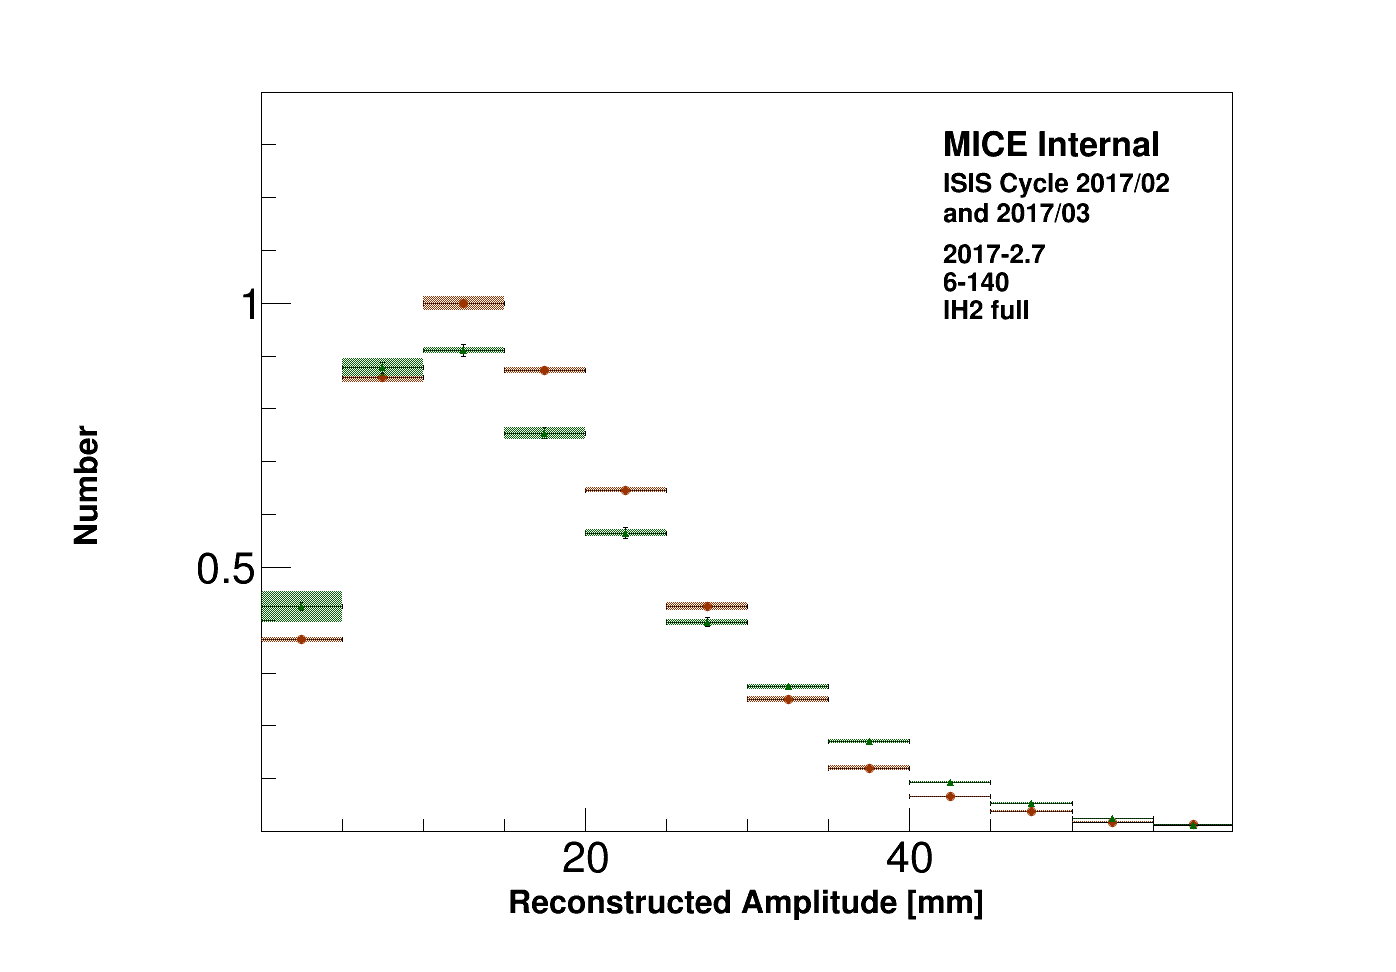 MICE Internal
ISIS Cycle 2017/02
and 2017/03
2017-2.7
6-140
IH2 full
1
0.5
Number
20 40
Reconstructed Amplitude [mm]